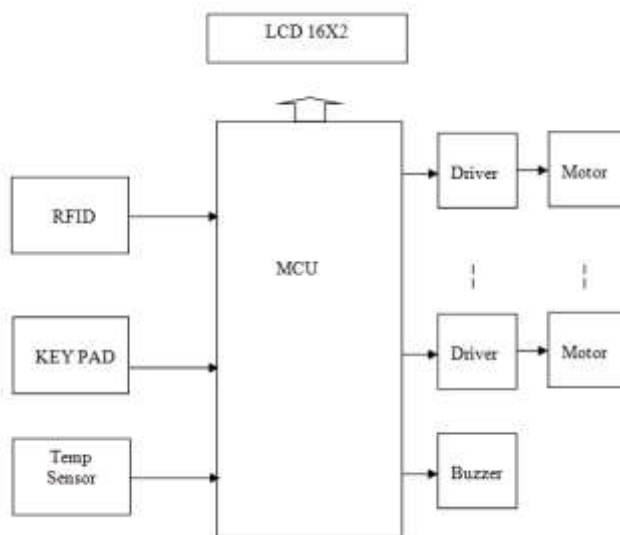 LCD 16X2
Driver
Motor
RFID
MCU
KEY PAD
Driver
Motor
Temp
Sensor
Buzzer